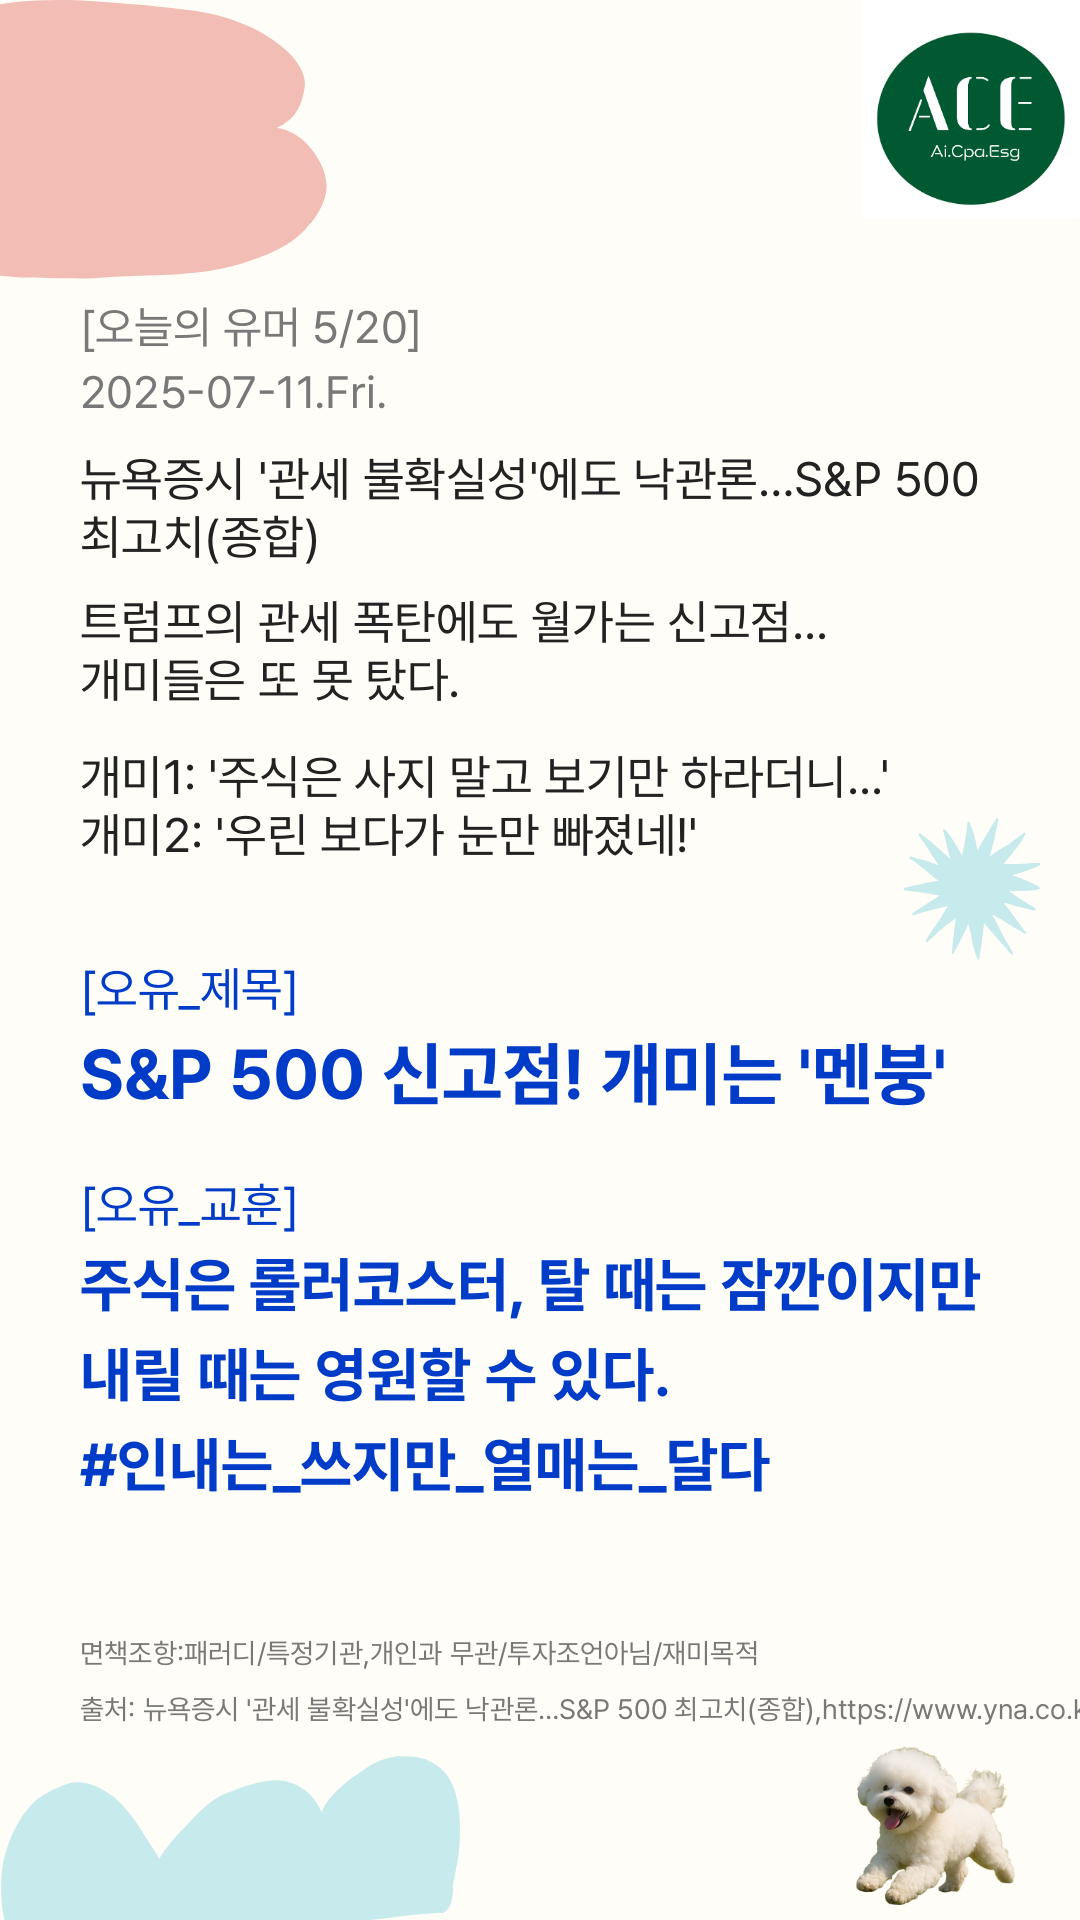 ACE
Ai.Cpa.Esg
[오늘의 유머 5/20]
2025-07-11.Fri.
뉴욕증시 '관세 불확실성'에도 낙관론...S&P 500
최고치(종합)
트럼프의 관세 폭탄에도 월가는 신고점...
개미들은 또 못 탔다.
개미1: '주식은 사지 말고 보기만 하라더니...'
개미2: '우린 보다가 눈만 빠졌네!'
[오유_제목]
S&P 500 신고점! 개미는 '멘붕'
[오유_교훈]
주식은 롤러코스터, 탈 때는 잠깐이지만
내릴 때는 영원할 수 있다.
#인내는_쓰지만_열매는_달다
면책조항:패러디/특정기관,개인과 무관/투자조언아님/재미목적
출처: 뉴욕증시 '관세 불확실성'에도 낙관론...S&P 500 최고치(종합),https://www.yna.co.k